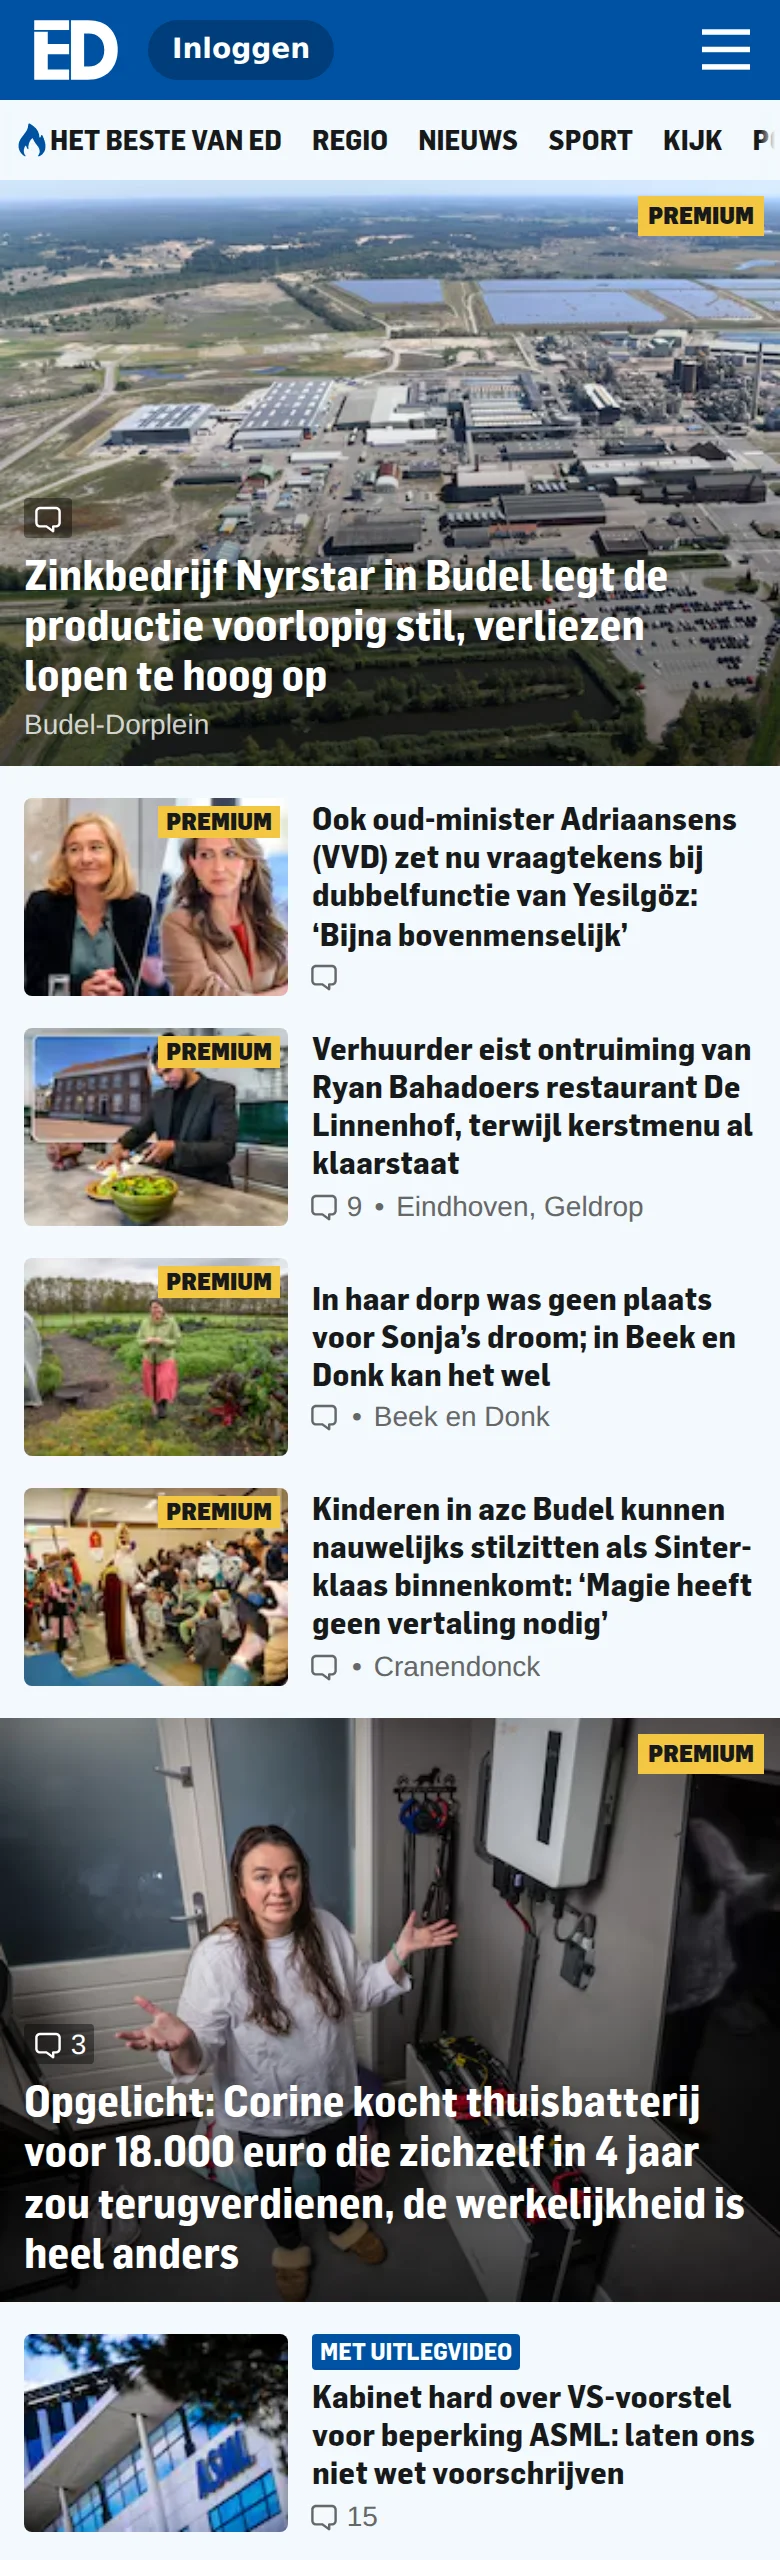 ED
Inloggen
HET BESTE VAN ED REGIO NIEUWS SPORT KIJK
PREMIUM
Zinkbedrijf Nyrstar in Budel legt de
productie voorlopig stil, verliezen
lopen te hoog op
Budel-Dorplein
PREMIUM
Ook oud-minister Adriaansens
(VVD) zet nu vraagtekens bij
dubbelfunctie van Yesilgöz:
‘Bijna bovenmenselijk’
PREMIUM
Verhuurder eist ontruiming van
Ryan Bahadoers restaurant De
Linnenhof, terwijl kerstmenu al
klaarstaat
9 • Eindhoven, Geldrop
PREMIUM
In haar dorp was geen plaats
voor Sonja’s droom; in Beek en
Donk kan het wel
• Beek en Donk
PREMIUM
Kinderen in azc Budel kunnen
nauwelijks stilzitten als Sinter-
klaas binnenkomt: ‘Magie heeft
geen vertaling nodig’
• Cranendonck
PREMIUM
3
Opgelicht: Corine kocht thuisbatterij
voor 18.000 euro die zichzelf in 4 jaar
zou terugverdienen, de werkelijkheid is
heel anders
ASML
MET UITLEGVIDEO
Kabinet hard over VS-voorstel
voor beperking ASML: laten ons
niet wet voorschrijven
15